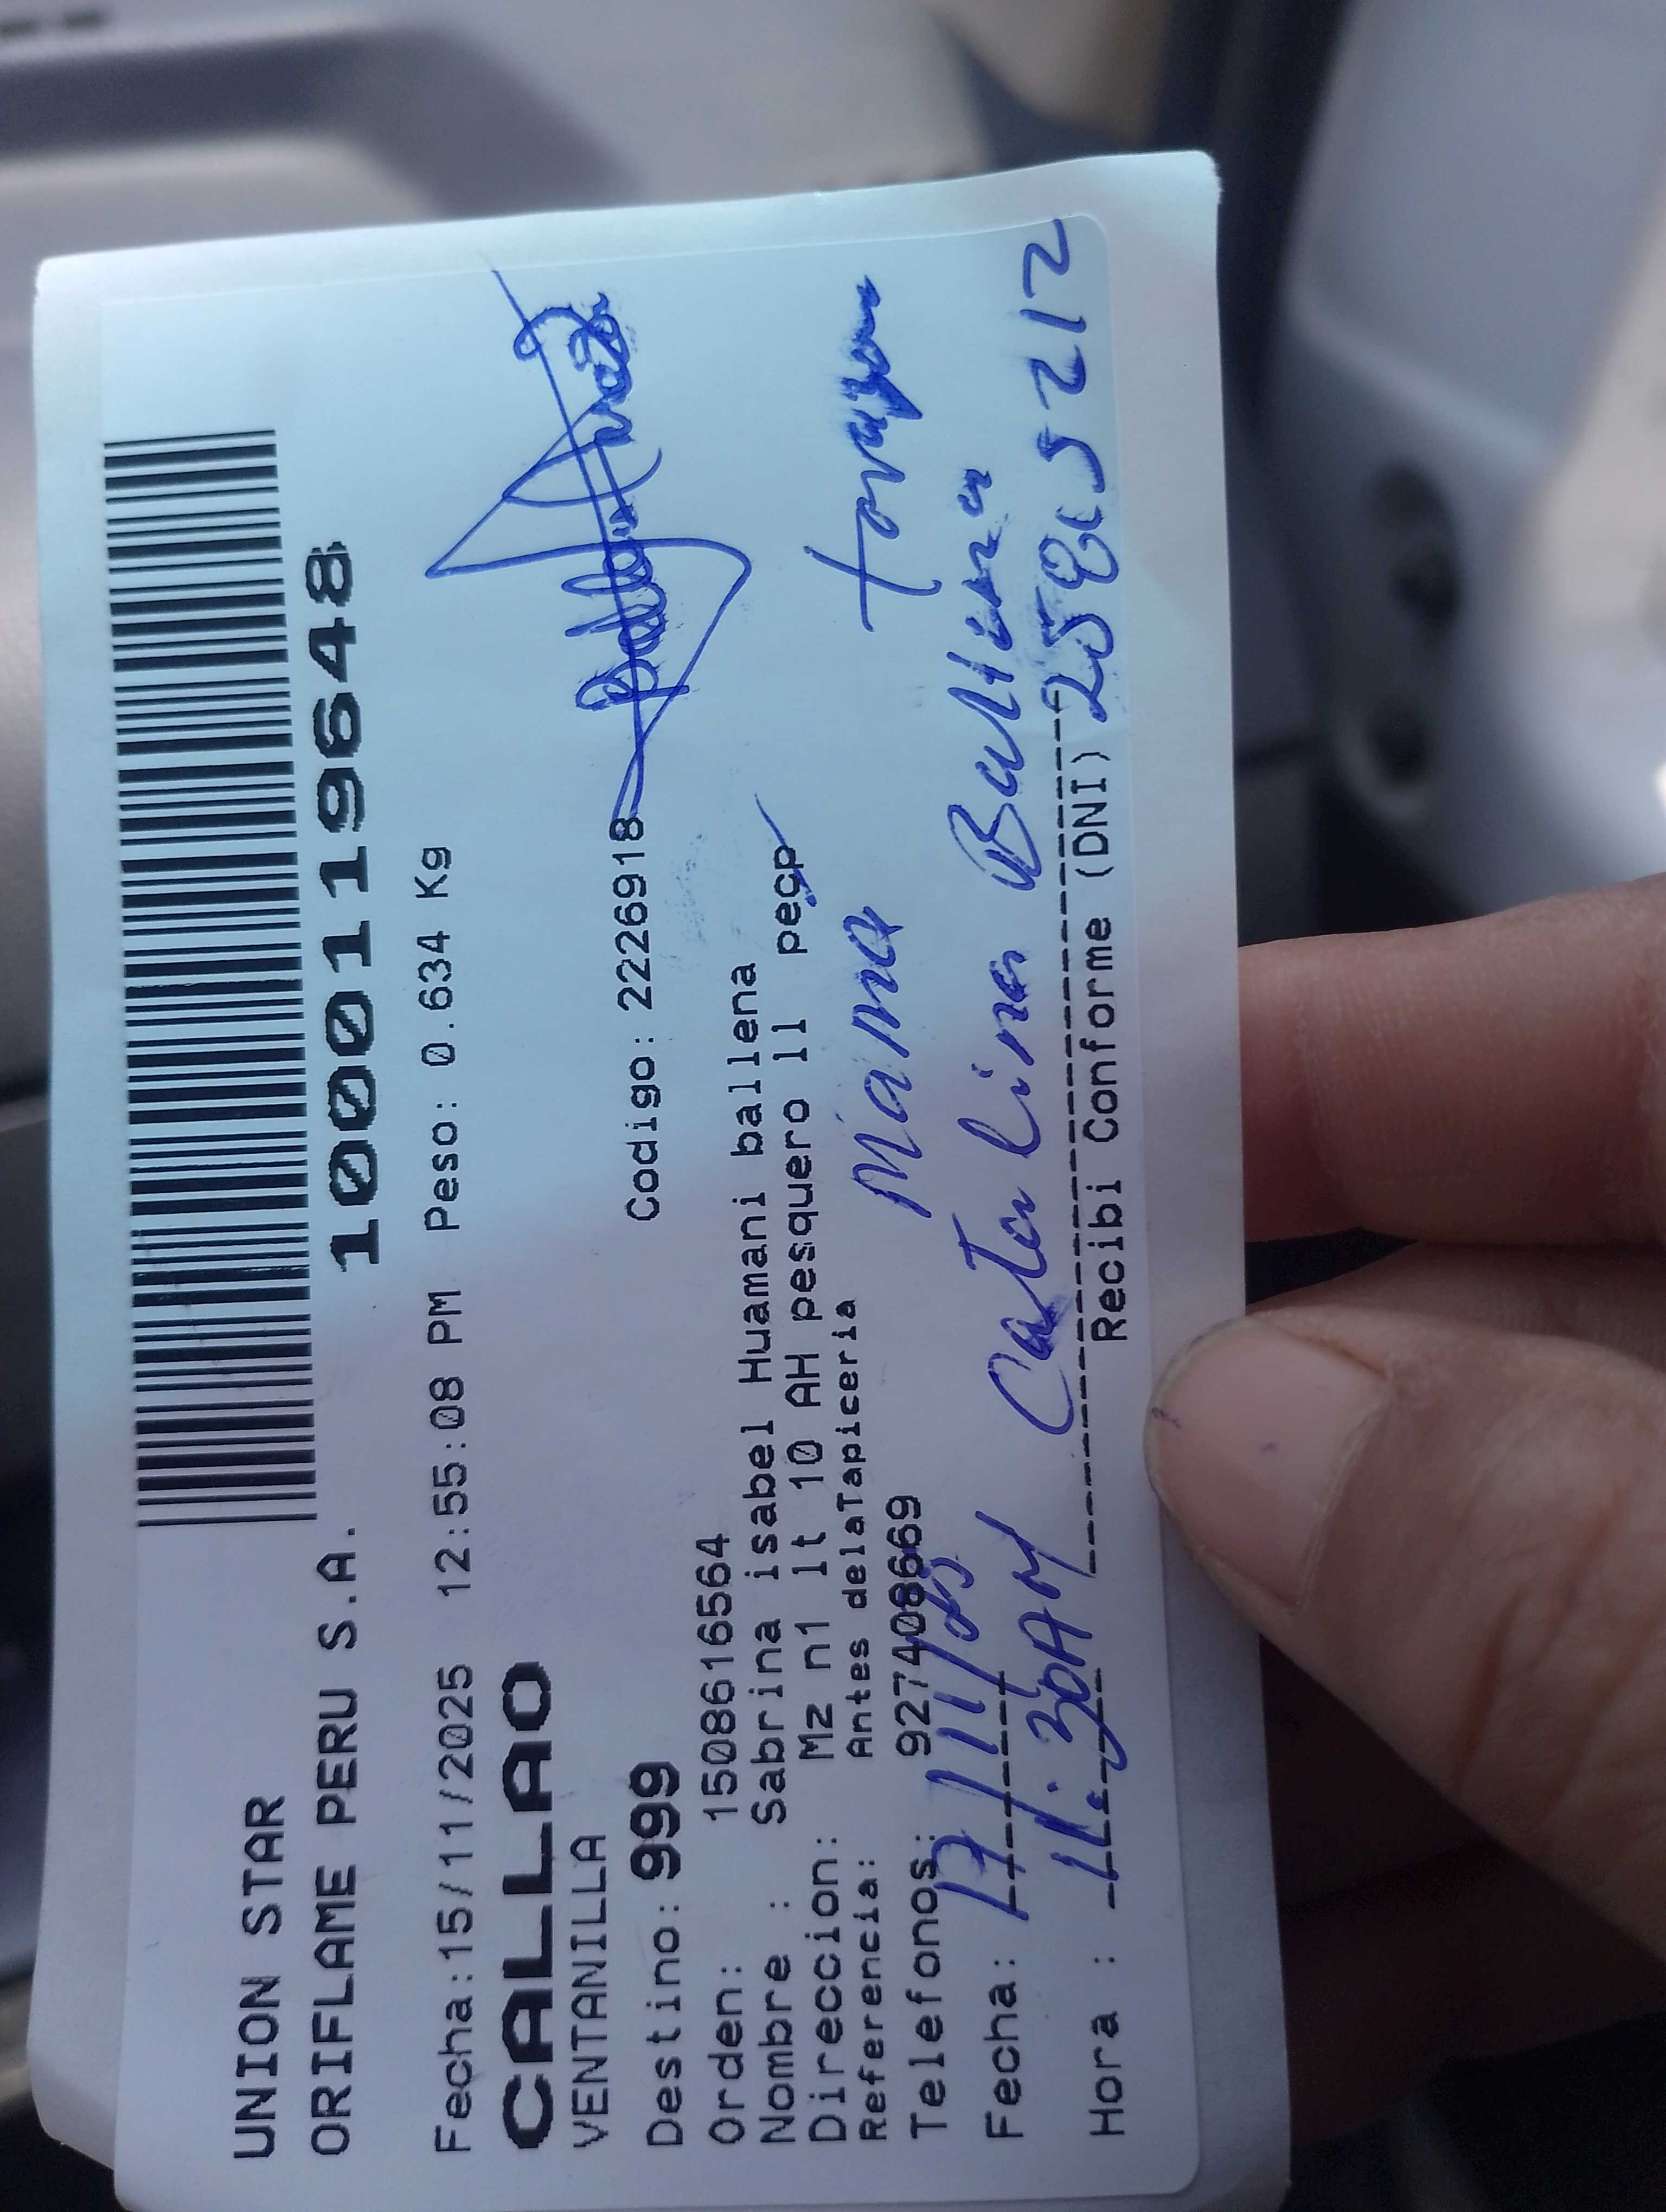 UNION STAR
ORIFLAME PERU S.A.
1000119648
Fecha:15/11/2025 12:55:08 PM Peso: 0.634 Kg
CALLAO
VENTANILLA
Destino: 999 Codigo: 2226918
Orden: 1508616564
Nombre : Sabrina isabel Huamani ballena
Direccion: Mz n1 lt 10 AH pesquero ll pecp
Referencia: Antes delaTapiceria
Telefonos: 927408669
Mama
Fecha: 17/11/25 Catalina Ballena
Hora : 11:30AM
Recibi Conforme (DNI)